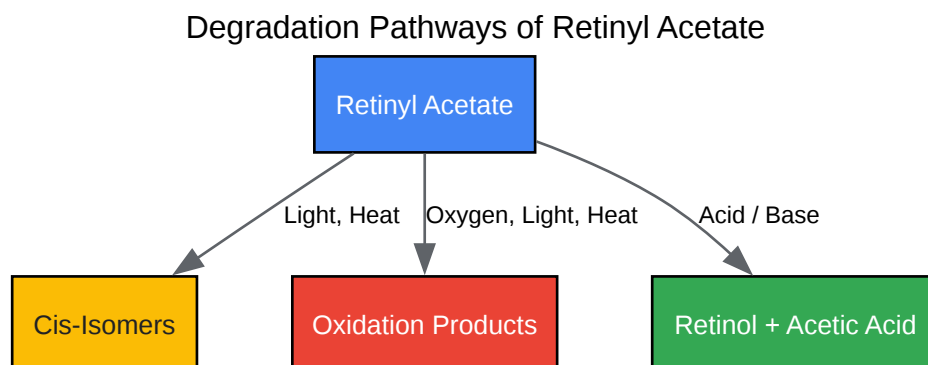 Degradation Pathways of Retinyl Acetate
Retinyl Acetate
Light, Heat
Oxygen, Light, Heat
Acid / Base
Cis-Isomers
Oxidation Products
Retinol + Acetic Acid